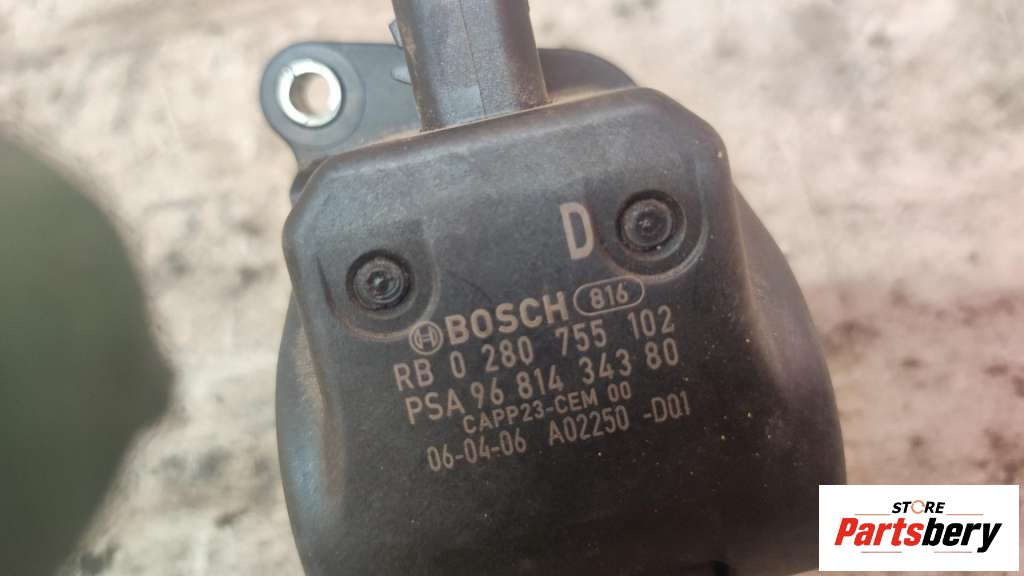 D
BOSCH 816
RB 0 280 755 102
PSA 96 814 343 80
CAPP23-CEM 00
06-04-06 A02250 -D01
STORE
Partsbery